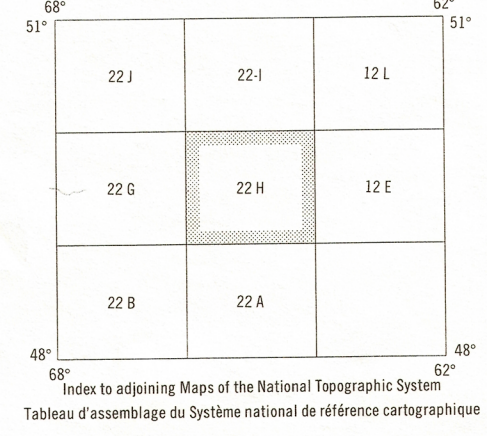 68° 62°
51° 51°
22 J 22-I 12 L
22 G 22 H 12 E
22 B 22 A
48° 48°
68° 62°
Index to adjoining Maps of the National Topographic System
Tableau d'assemblage du Système national de référence cartographique